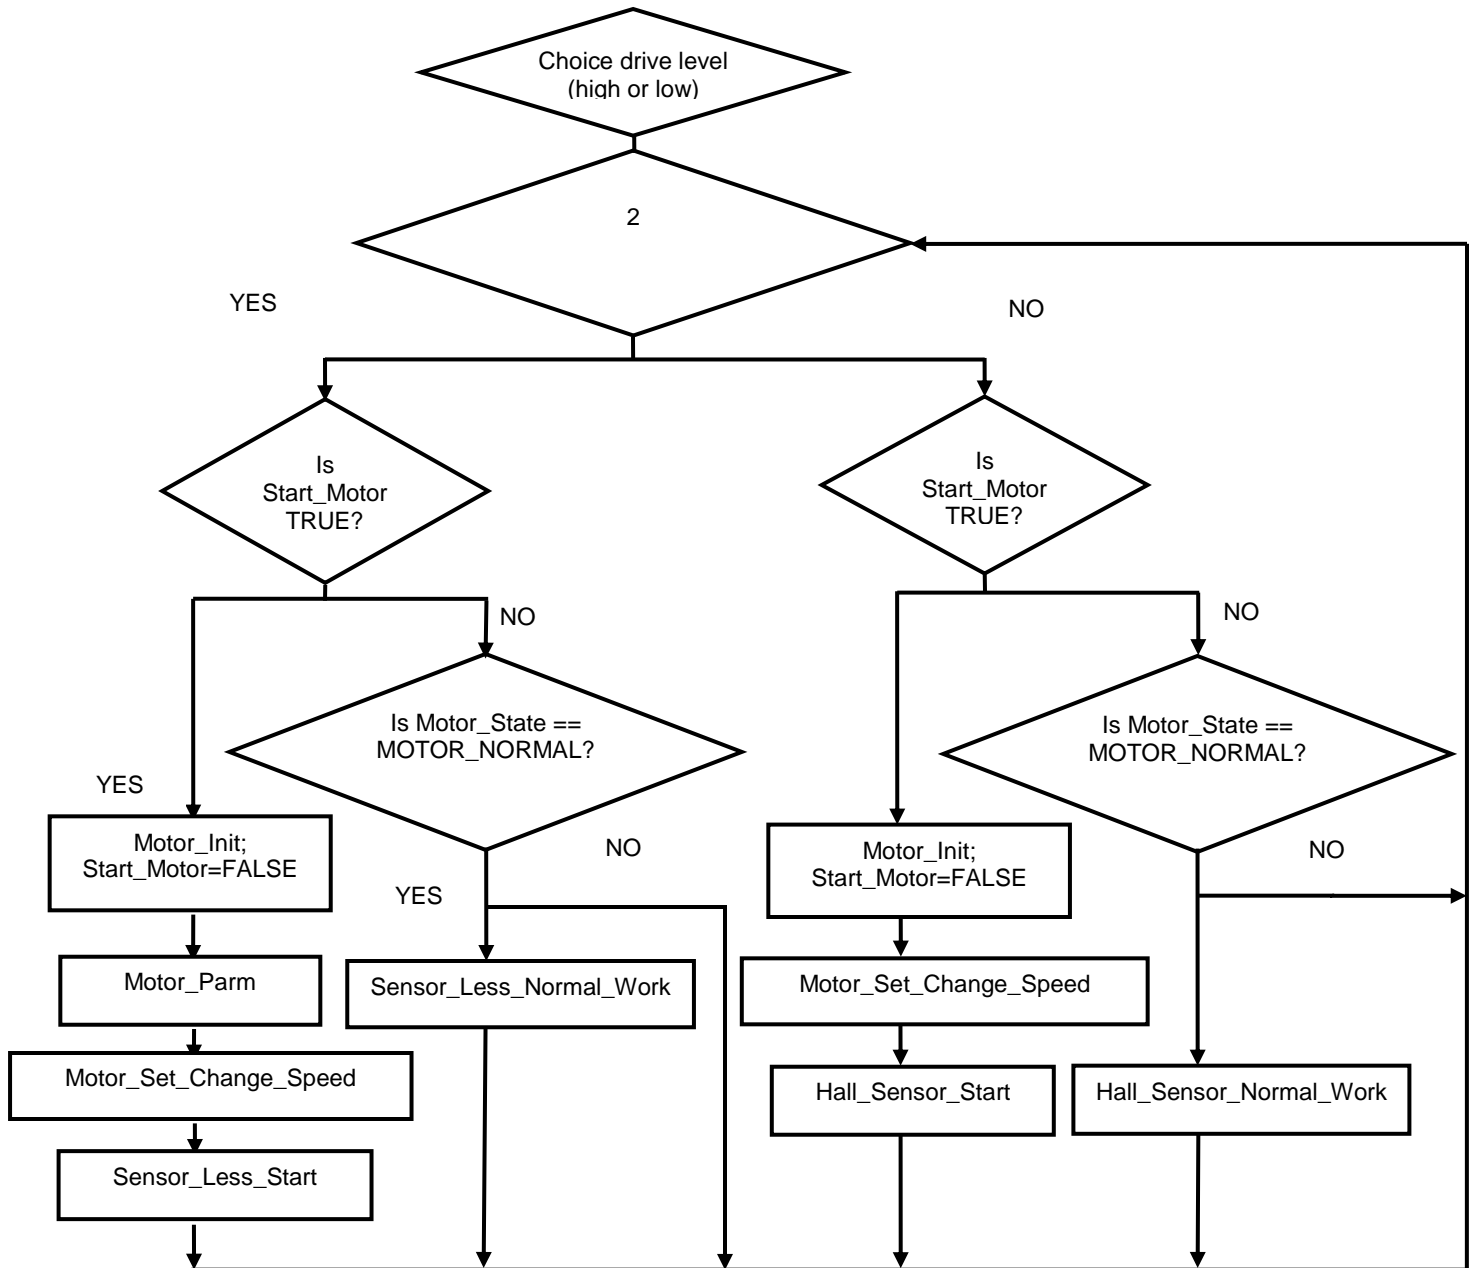 Choice drive level
(high or low)
2
YES
NO
Is
Start_Motor
TRUE?
Is
Start_Motor
TRUE?
NO
NO
Is Motor_State ==
MOTOR_NORMAL?
Is Motor_State ==
MOTOR_NORMAL?
YES
Motor_Init;
Start_Motor=FALSE
NO
Motor_Init;
Start_Motor=FALSE
NO
YES
Motor_Parm
Sensor_Less_Normal_Work
Motor_Set_Change_Speed
Motor_Set_Change_Speed
Hall_Sensor_Start
Hall_Sensor_Normal_Work
Sensor_Less_Start